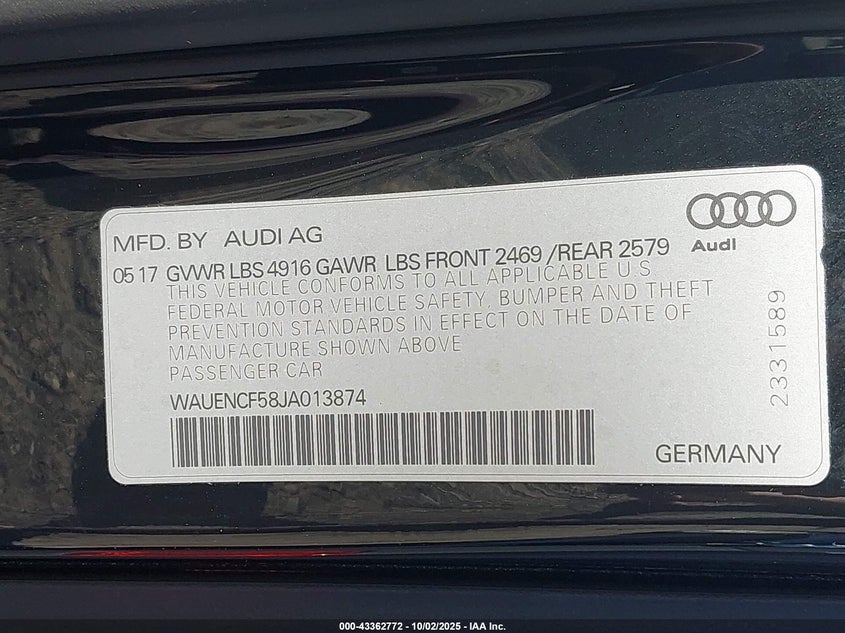 MFD. BY AUDI AG
Audi
05 17 GVWR LBS 4916 GAWR LBS FRONT 2469 /REAR 2579
THIS VEHICLE CONFORMS TO ALL APPLICABLE U.S
FEDERAL MOTOR VEHICLE SAFETY, BUMPER AND THEFT
PREVENTION STANDARDS IN EFFECT ON THE DATE OF
MANUFACTURE SHOWN ABOVE
PASSENGER CAR
WAUENCF58JA013874
2331589
GERMANY
000-43362772 - 10/02/2025 - IAA Inc.